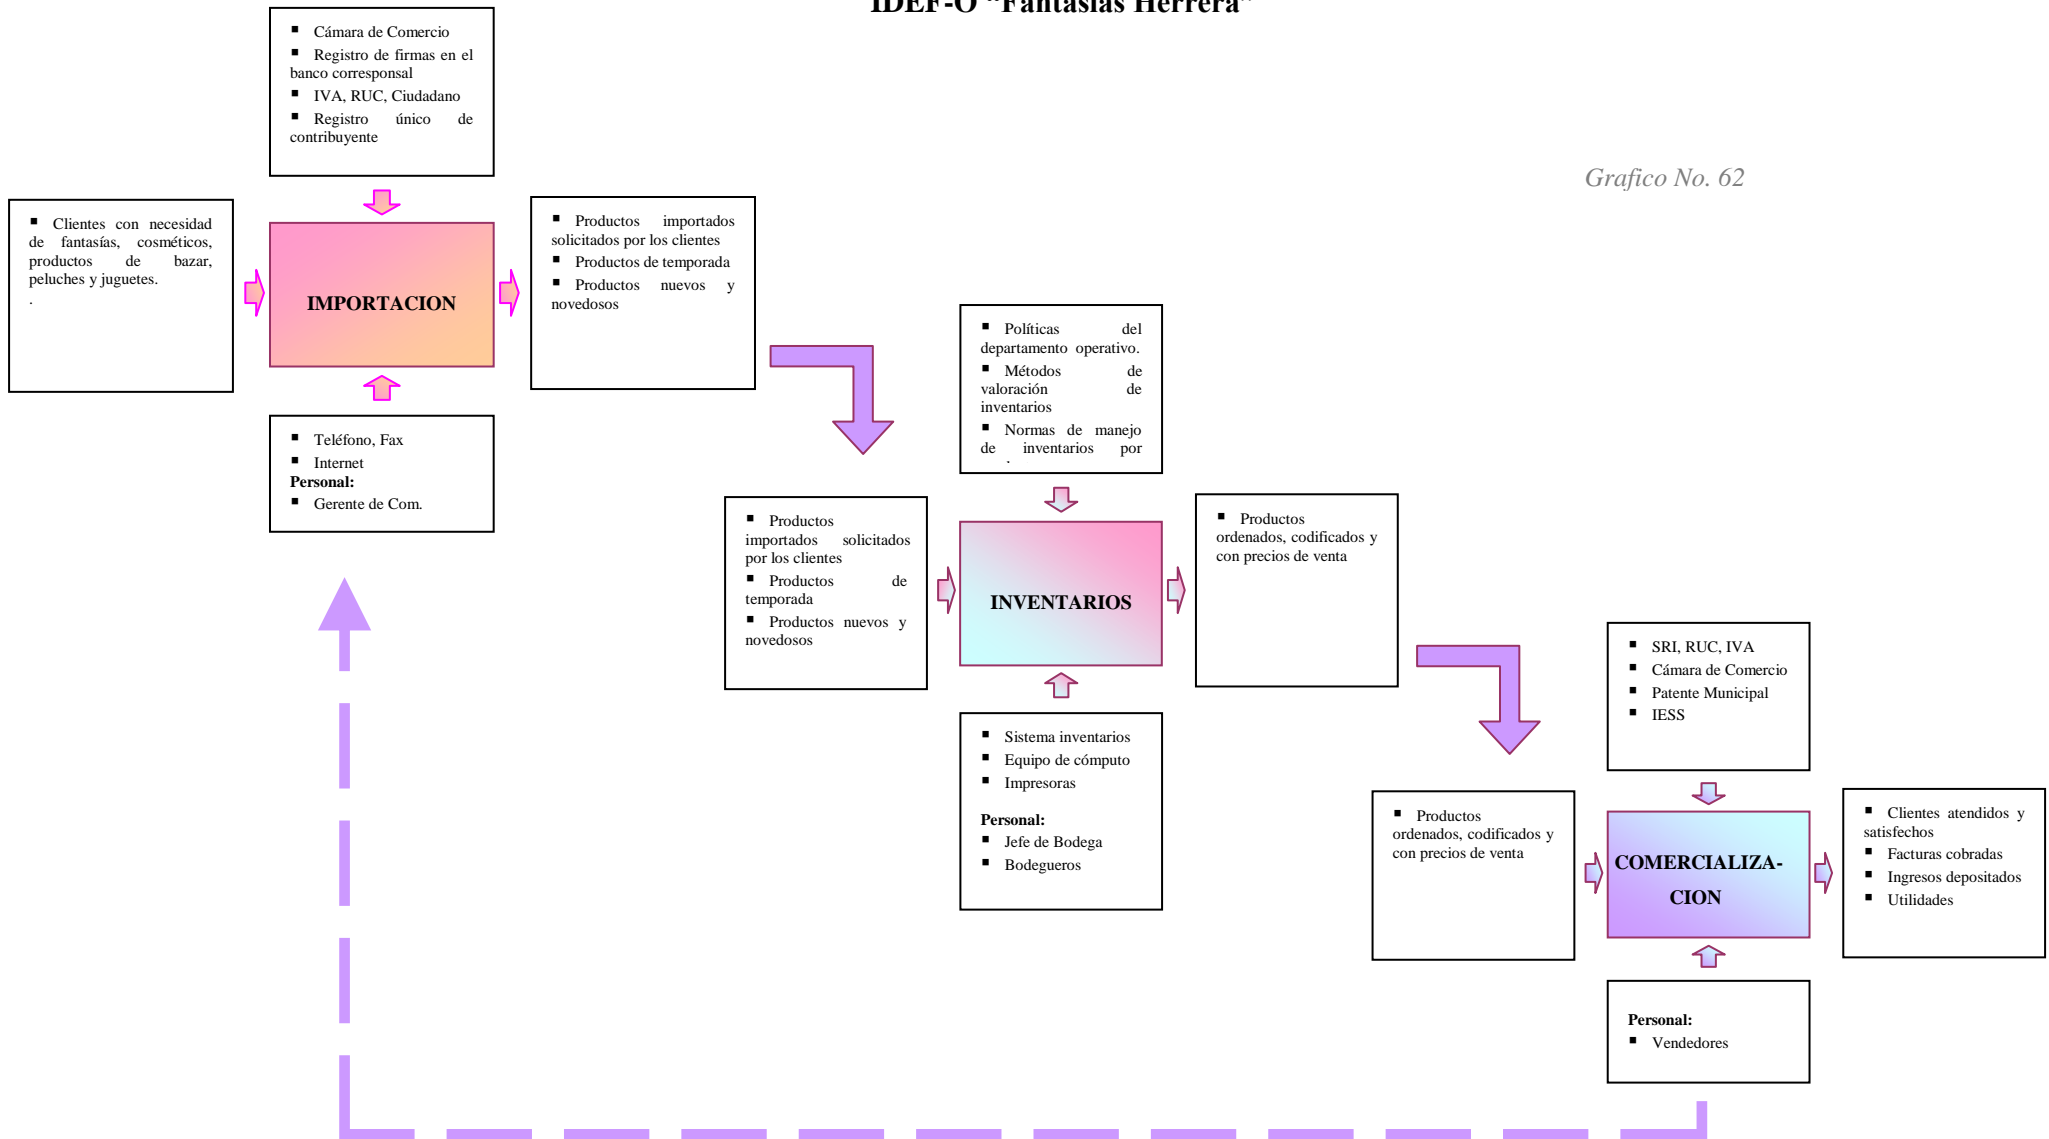 IDEF-O "Fantasías Herrera"
▪ Cámara de Comercio
▪ Registro de firmas en el
banco corresponsal
▪ IVA, RUC, Ciudadano
▪ Registro único de
contribuyente
Grafico No. 62
▪ Clientes con necesidad
de fantasías, cosméticos,
productos de bazar,
peluches y juguetes.
.
IMPORTACION
▪ Productos importados
solicitados por los clientes
▪ Productos de temporada
▪ Productos nuevos y
novedosos
▪ Teléfono, Fax
▪ Internet
Personal:
▪ Gerente de Com.
▪ Políticas del
departamento operativo.
▪ Métodos de
valoración de
inventarios
▪ Normas de manejo
de inventarios por
▪ Productos
importados solicitados
por los clientes
▪ Productos de
temporada
▪ Productos nuevos y
novedosos
INVENTARIOS
▪ Productos
ordenados, codificados y
con precios de venta
▪ Sistema inventarios
▪ Equipo de cómputo
▪ Impresoras
Personal:
▪ Jefe de Bodega
▪ Bodegueros
▪ SRI, RUC, IVA
▪ Cámara de Comercio
▪ Patente Municipal
▪ IESS
▪ Productos
ordenados, codificados y
con precios de venta
COMERCIALIZA-
CION
▪ Clientes atendidos y
satisfechos
▪ Facturas cobradas
▪ Ingresos depositados
▪ Utilidades
Personal:
▪ Vendedores